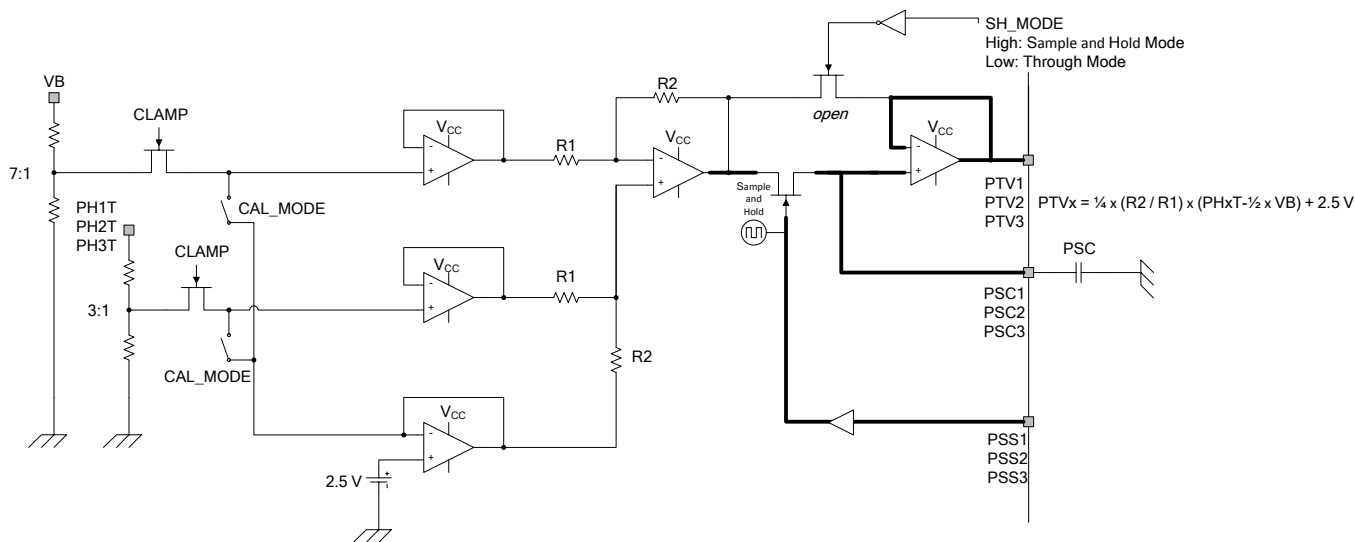 SH_MODE
High: Sample and Hold Mode
Low: Through Mode
VB
CLAMP
R2
open
VCC
VCC
VCC
R1
7:1
CAL_MODE
PH1T
PH2T
PH3T
Sample
and
Hold
PTV1
PTV2
PTV3
PTVx = ¼ x (R2 / R1) x (PHxT-½ x VB) + 2.5 V
CLAMP
VCC
R1
PSC
3:1
PSC1
PSC2
PSC3
R2
CAL_MODE
VCC
2.5 V
+
-
PSS1
PSS2
PSS3